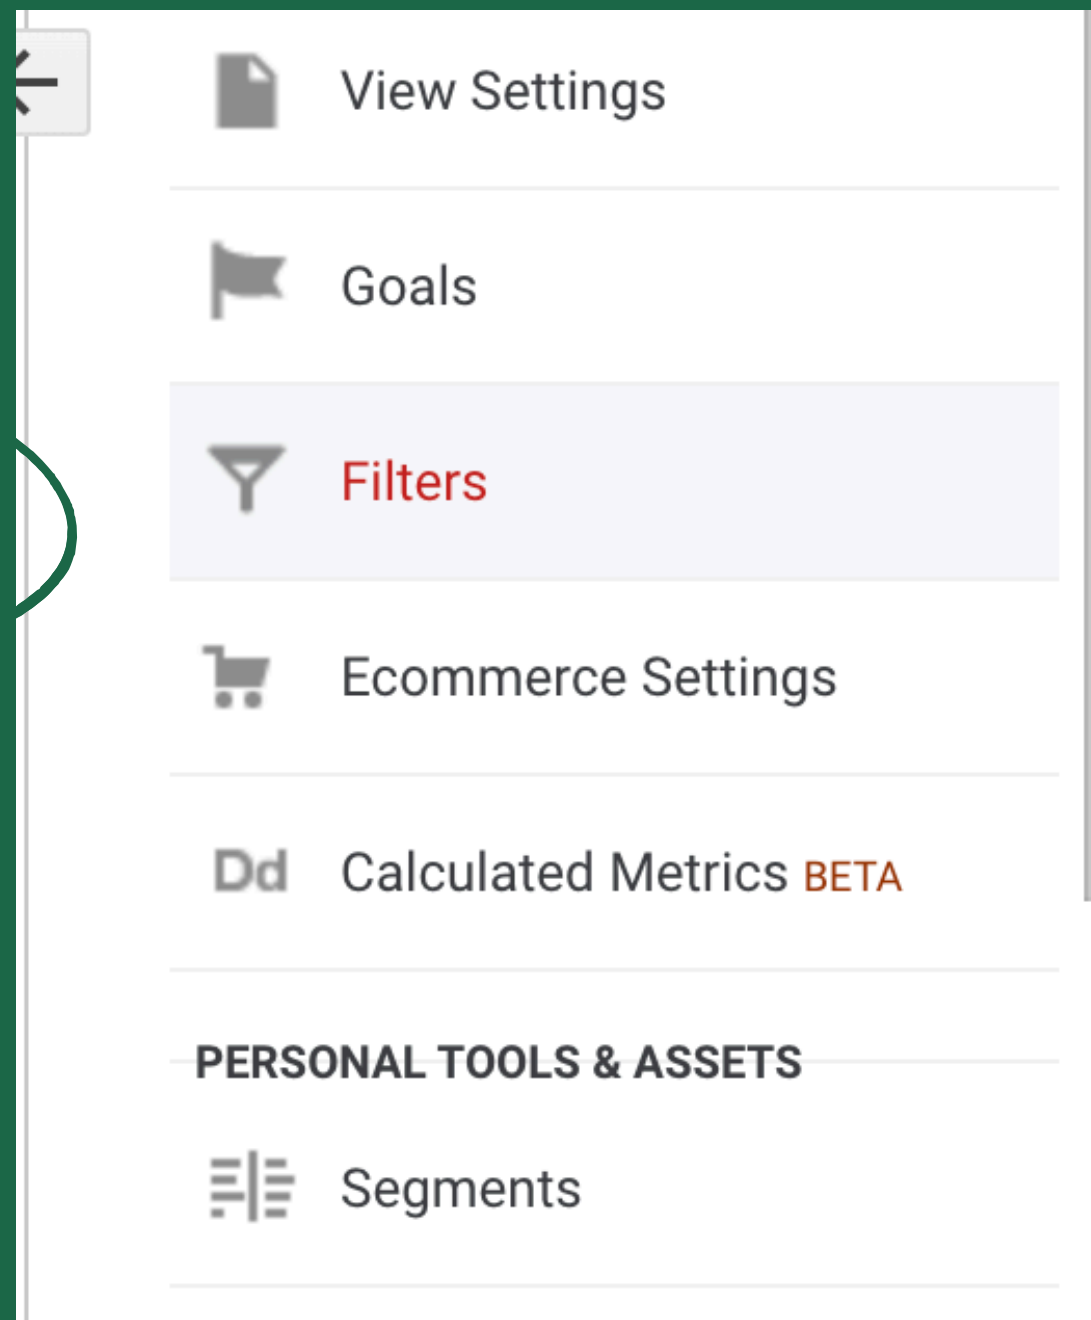 View Settings
Goals
Filters
Ecommerce Settings
Dd Calculated Metrics BETA
PERSONAL TOOLS & ASSETS
Segments